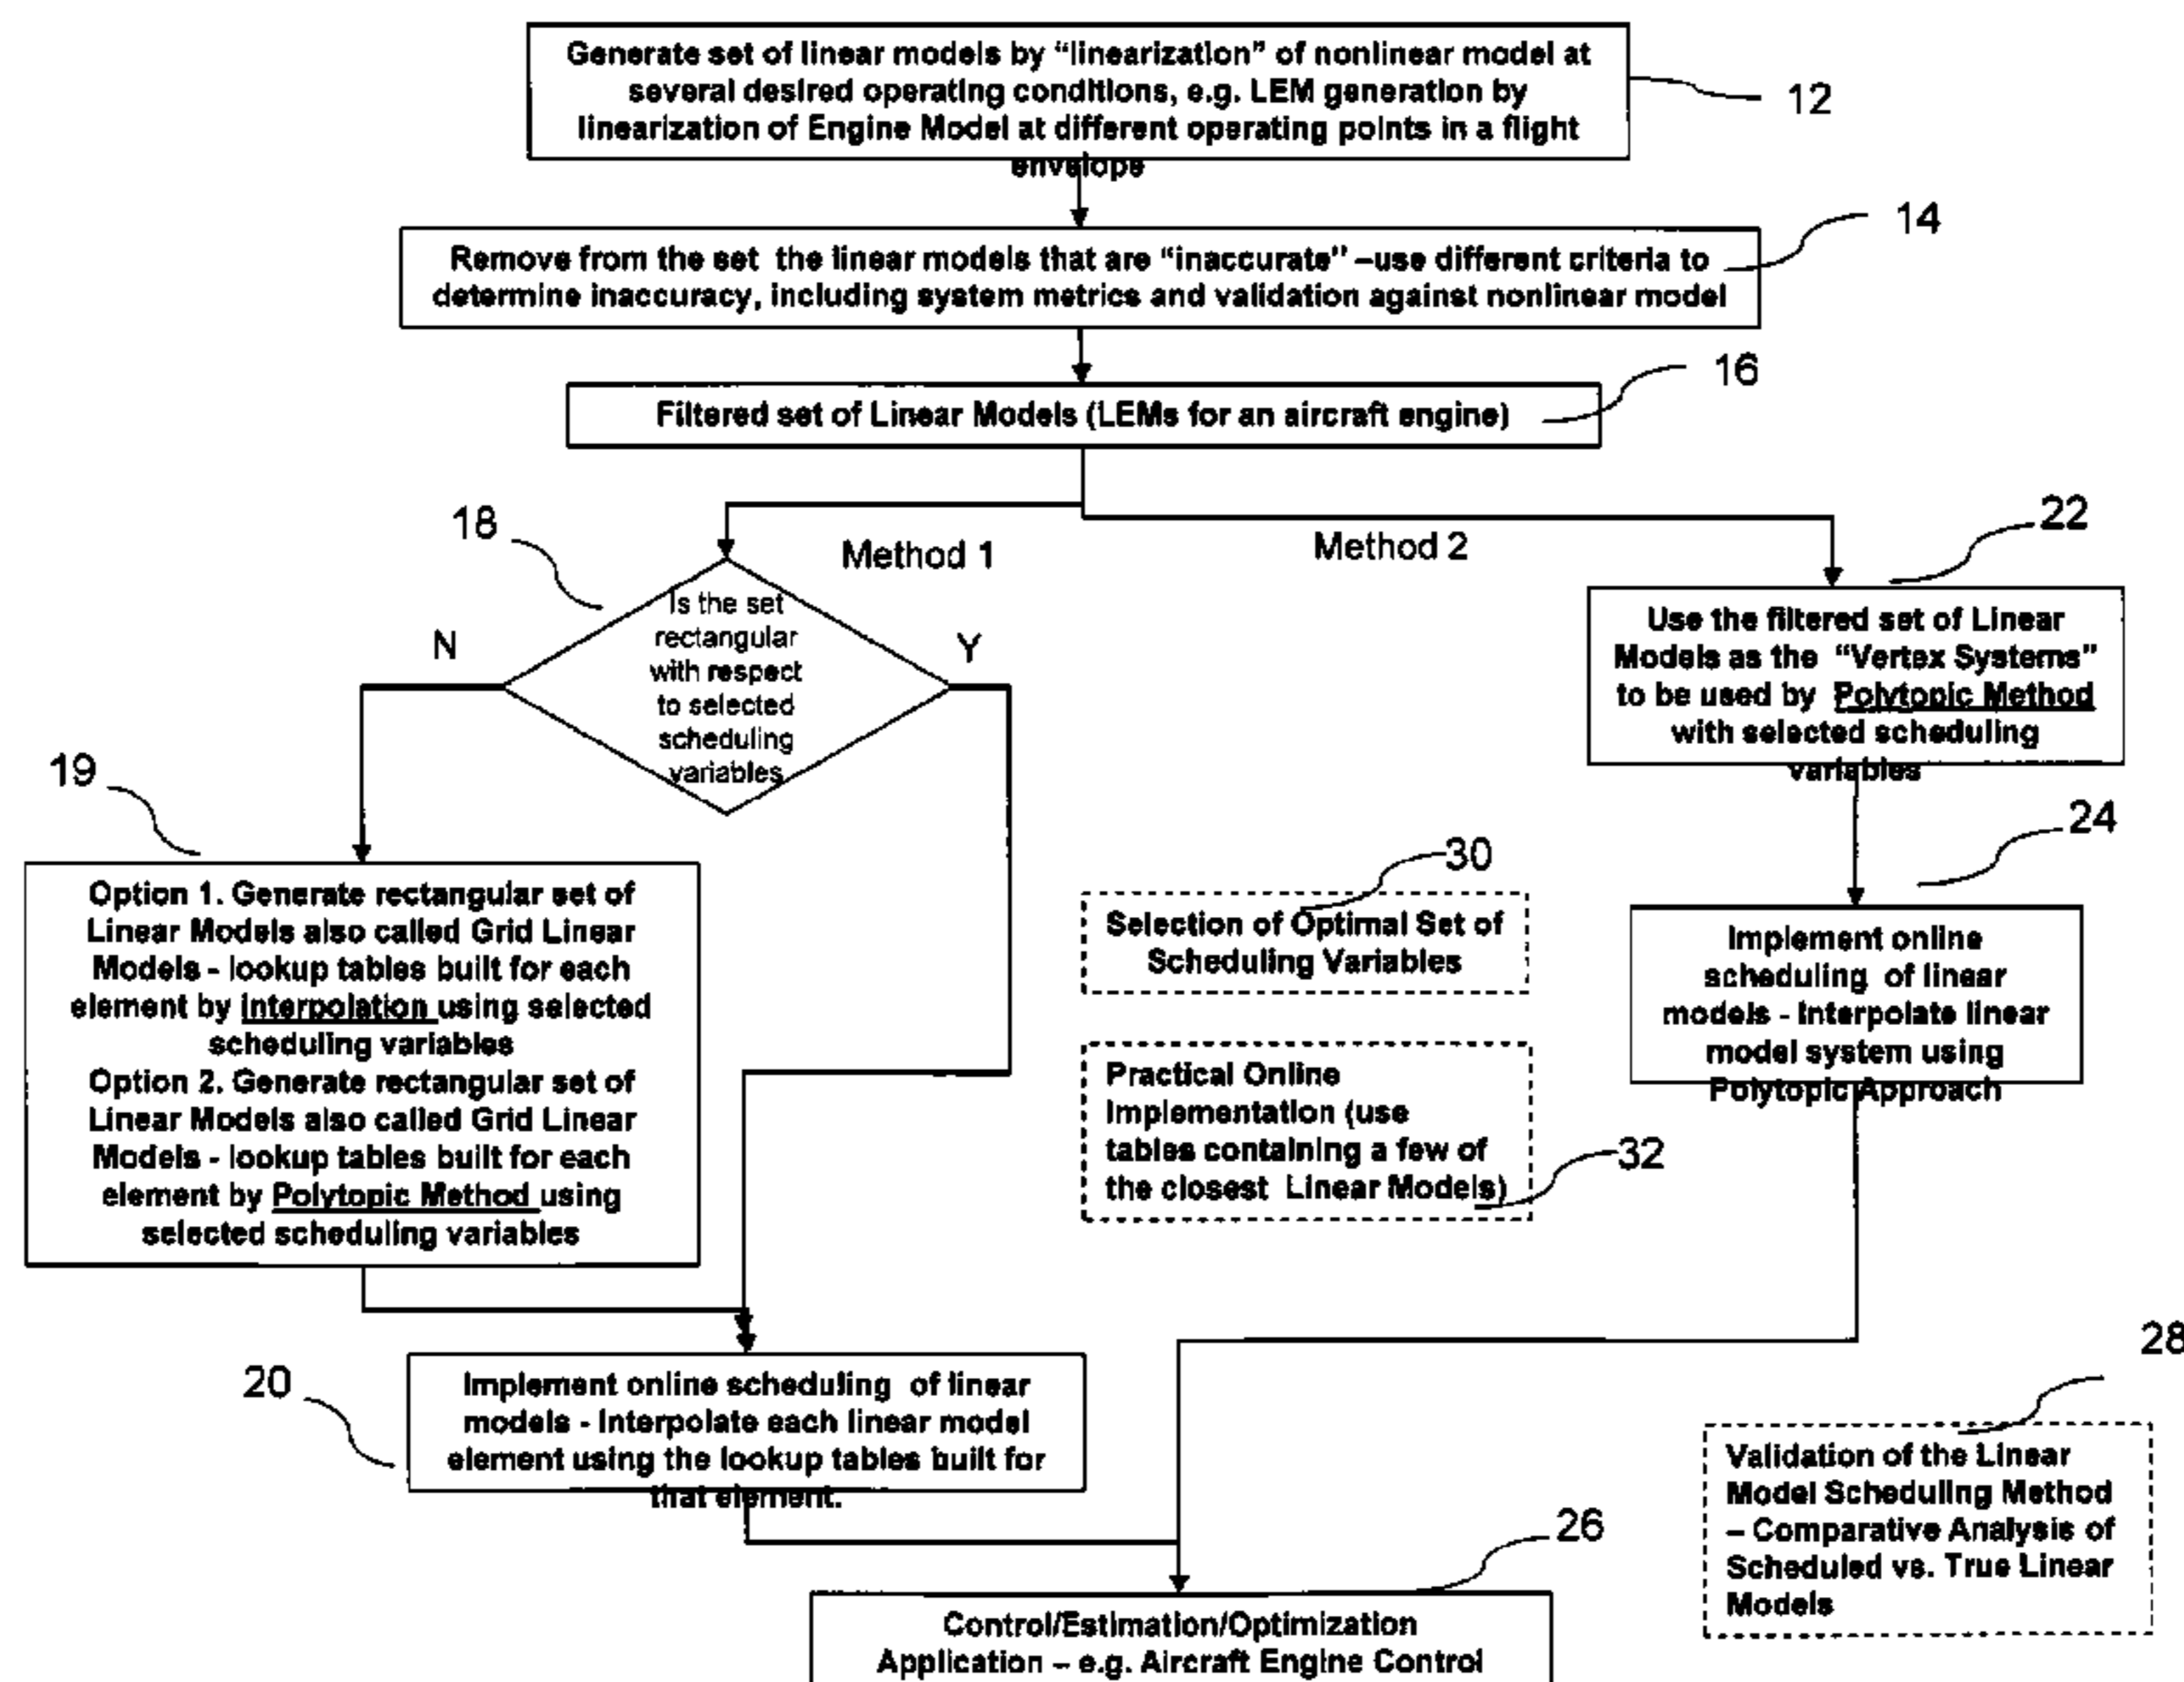 Generate set of linear models by “linearization” of nonlinear model at
several desired operating conditions, e.g. LEM generation by
linearization of Engine Model at different operating points in a flight
envelope
12
14
Remove from the set the linear models that are “inaccurate” –use different criteria to
determine inaccuracy, including system metrics and validation against nonlinear model
16
Filtered set of Linear Models (LEMs for an aircraft engine)
18
Method 1
Method 2
22
Is the set
rectangular
with respect
to selected
scheduling
variables
N
Y
Use the filtered set of Linear
Models as the “Vertex Systems”
to be used by Polytopic Method
with selected scheduling
variables
19
24
30
Option 1. Generate rectangular set of
Linear Models also called Grid Linear
Models - lookup tables built for each
element by interpolation using selected
scheduling variables
Option 2. Generate rectangular set of
Linear Models also called Grid Linear
Models - lookup tables built for each
element by Polytopic Method using
selected scheduling variables
Selection of Optimal Set of
Scheduling Variables
Implement online
scheduling of linear
models - Interpolate linear
model system using
Polytopic Approach
Practical Online
Implementation (use
tables containing a few of
the closest Linear Models)
32
28
20
Implement online scheduling of linear
models - Interpolate each linear model
element using the lookup tables built for
that element.
Validation of the Linear
Model Scheduling Method
– Comparative Analysis of
Scheduled vs. True Linear
Models
26
Control/Estimation/Optimization
Application – e.g. Aircraft Engine Control